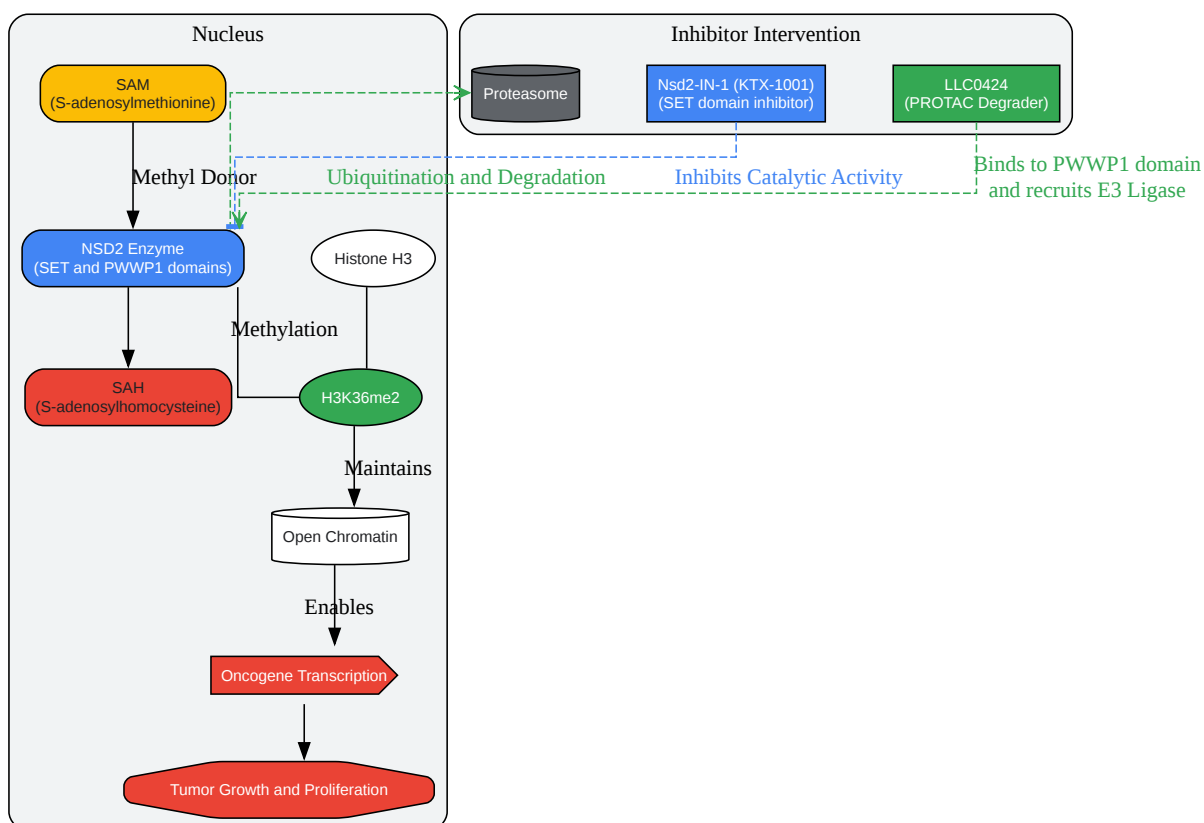 Nucleus
Inhibitor Intervention
SAM
(S-adenosylmethionine)
Proteasome
Nsd2-IN-1 (KTX-1001)
(SET domain inhibitor)
LLC0424
(PROTAC Degrader)
Methyl Donor
Ubiquitination and Degradation
Inhibits Catalytic Activity
Binds to PWWP1 domain
and recruits E3 Ligase
NSD2 Enzyme
(SET and PWWP1 domains)
Histone H3
Methylation
SAH
(S-adenosylhomocysteine)
H3K36me2
Maintains
Open Chromatin
Enables
Oncogene Transcription
Tumor Growth and Proliferation